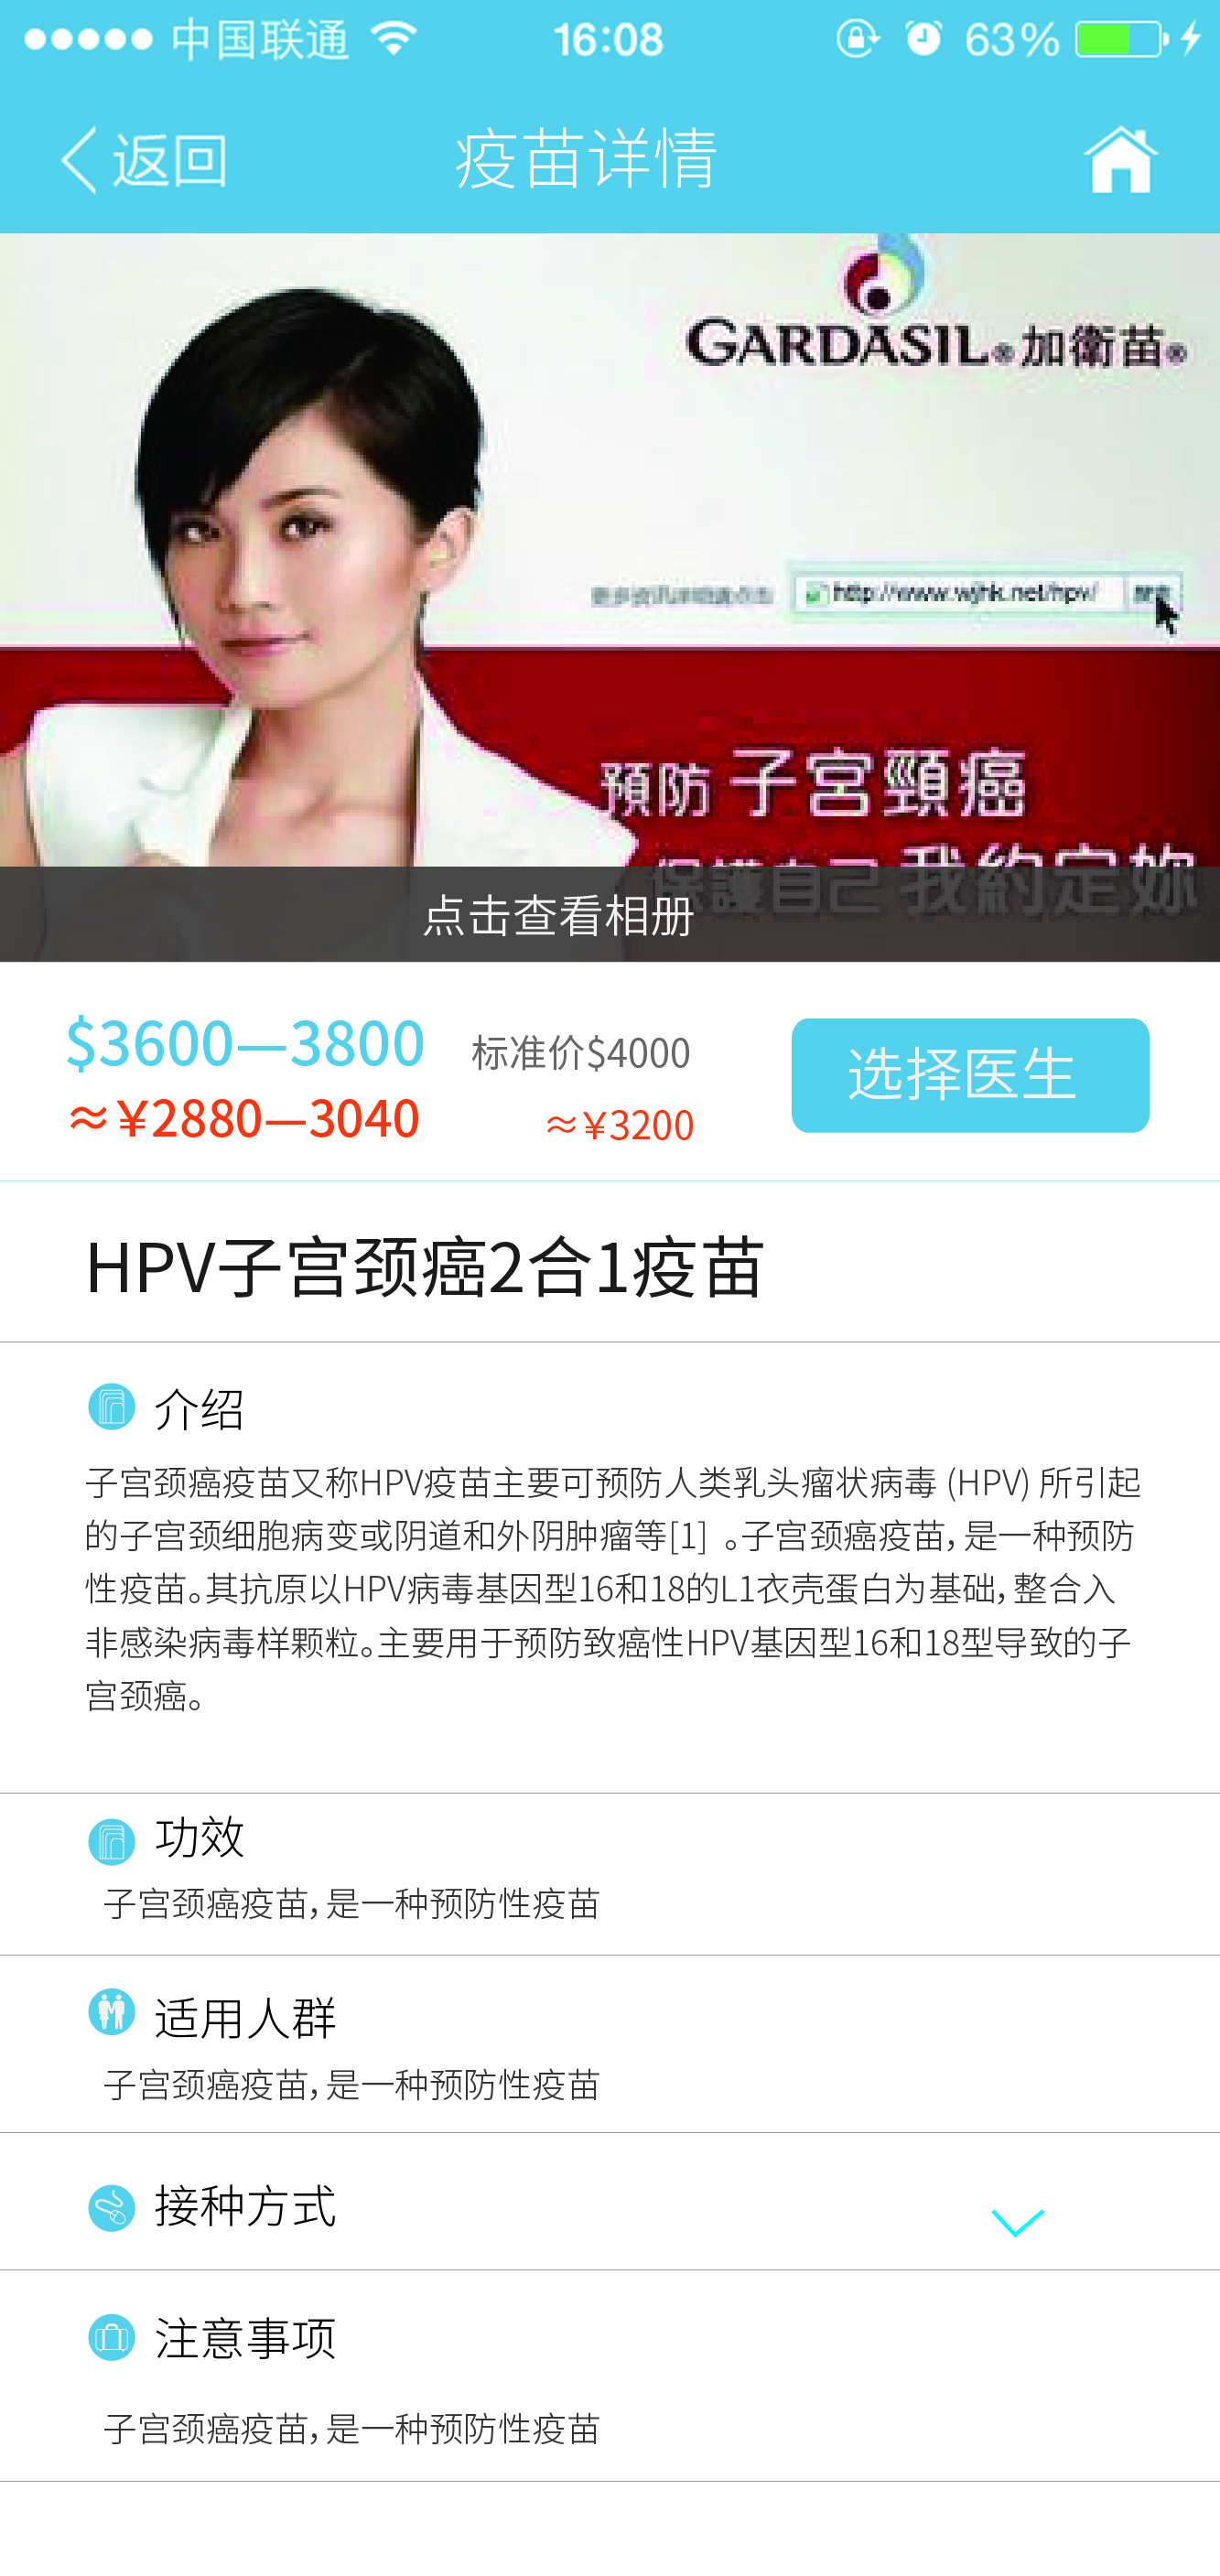 中国联通 16:08 63%
返回 疫苗详情
GARDASIL®加衛苗®
http://www.wjhk.net/hpv/
預防 子宮頸癌
保護自己 我約定妳
点击查看相册
$3600—3800 标准价$4000 选择医生
≈¥2880—3040 ≈¥3200
HPV子宫颈癌2合1疫苗
介绍
子宫颈癌疫苗又称HPV疫苗主要可预防人类乳头瘤状病毒 (HPV) 所引起
的子宫颈细胞病变或阴道和外阴肿瘤等[1] 。子宫颈癌疫苗，是一种预防
性疫苗。其抗原以HPV病毒基因型16和18的L1衣壳蛋白为基础，整合入
非感染病毒样颗粒。主要用于预防致癌性HPV基因型16和18型导致的子
宫颈癌。
功效
子宫颈癌疫苗，是一种预防性疫苗
适用人群
子宫颈癌疫苗，是一种预防性疫苗
接种方式
注意事项
子宫颈癌疫苗，是一种预防性疫苗